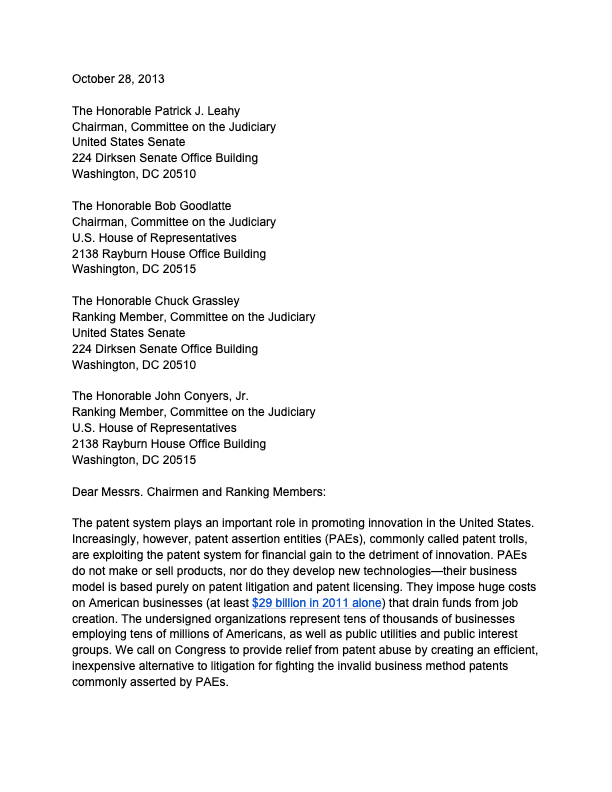 October 28, 2013
The Honorable Patrick J. Leahy
Chairman, Committee on the Judiciary
United States Senate
224 Dirksen Senate Office Building
Washington, DC 20510
The Honorable Bob Goodlatte
Chairman, Committee on the Judiciary
U.S. House of Representatives
2138 Rayburn House Office Building
Washington, DC 20515
The Honorable Chuck Grassley
Ranking Member, Committee on the Judiciary
United States Senate
224 Dirksen Senate Office Building
Washington, DC 20510
The Honorable John Conyers, Jr.
Ranking Member, Committee on the Judiciary
U.S. House of Representatives
2138 Rayburn House Office Building
Washington, DC 20515
Dear Messrs. Chairmen and Ranking Members:
The patent system plays an important role in promoting innovation in the United States.
Increasingly, however, patent assertion entities (PAEs), commonly called patent trolls,
are exploiting the patent system for financial gain to the detriment of innovation. PAEs
do not make or sell products, nor do they develop new technologies—their business
model is based purely on patent litigation and patent licensing. They impose huge costs
on American businesses (at least $29 billion in 2011 alone) that drain funds from job
creation. The undersigned organizations represent tens of thousands of businesses
employing tens of millions of Americans, as well as public utilities and public interest
groups. We call on Congress to provide relief from patent abuse by creating an efficient,
inexpensive alternative to litigation for fighting the invalid business method patents
commonly asserted by PAEs.